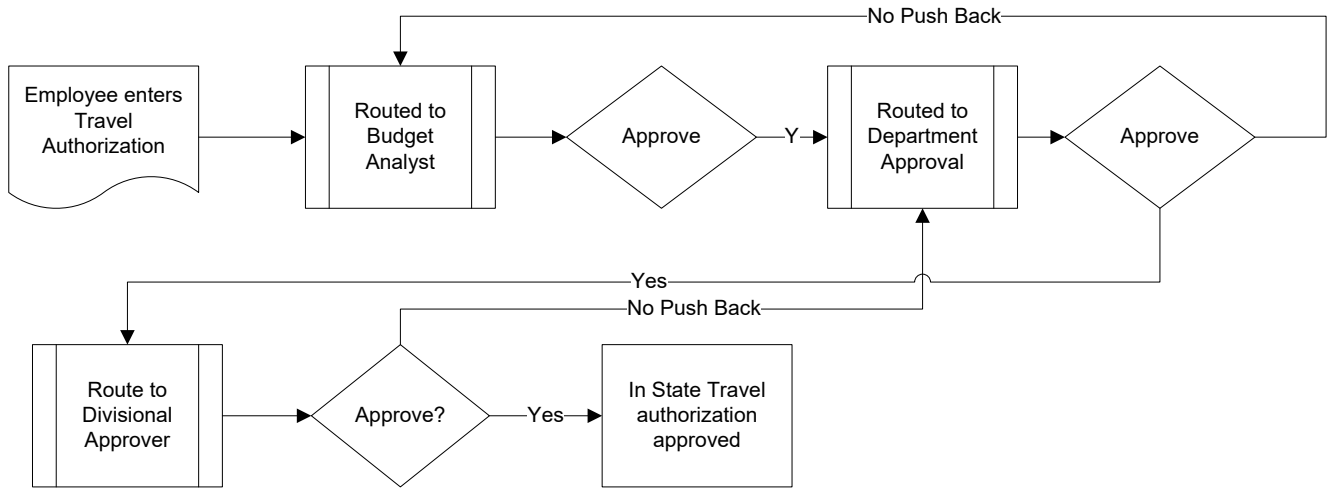 No Push Back
Employee enters
Travel
Authorization
Routed to
Budget
Analyst
Approve
Y
Routed to
Department
Approval
Approve
Yes
No Push Back
Route to
Divisional
Approver
Approve?
Yes
In State Travel
authorization
approved